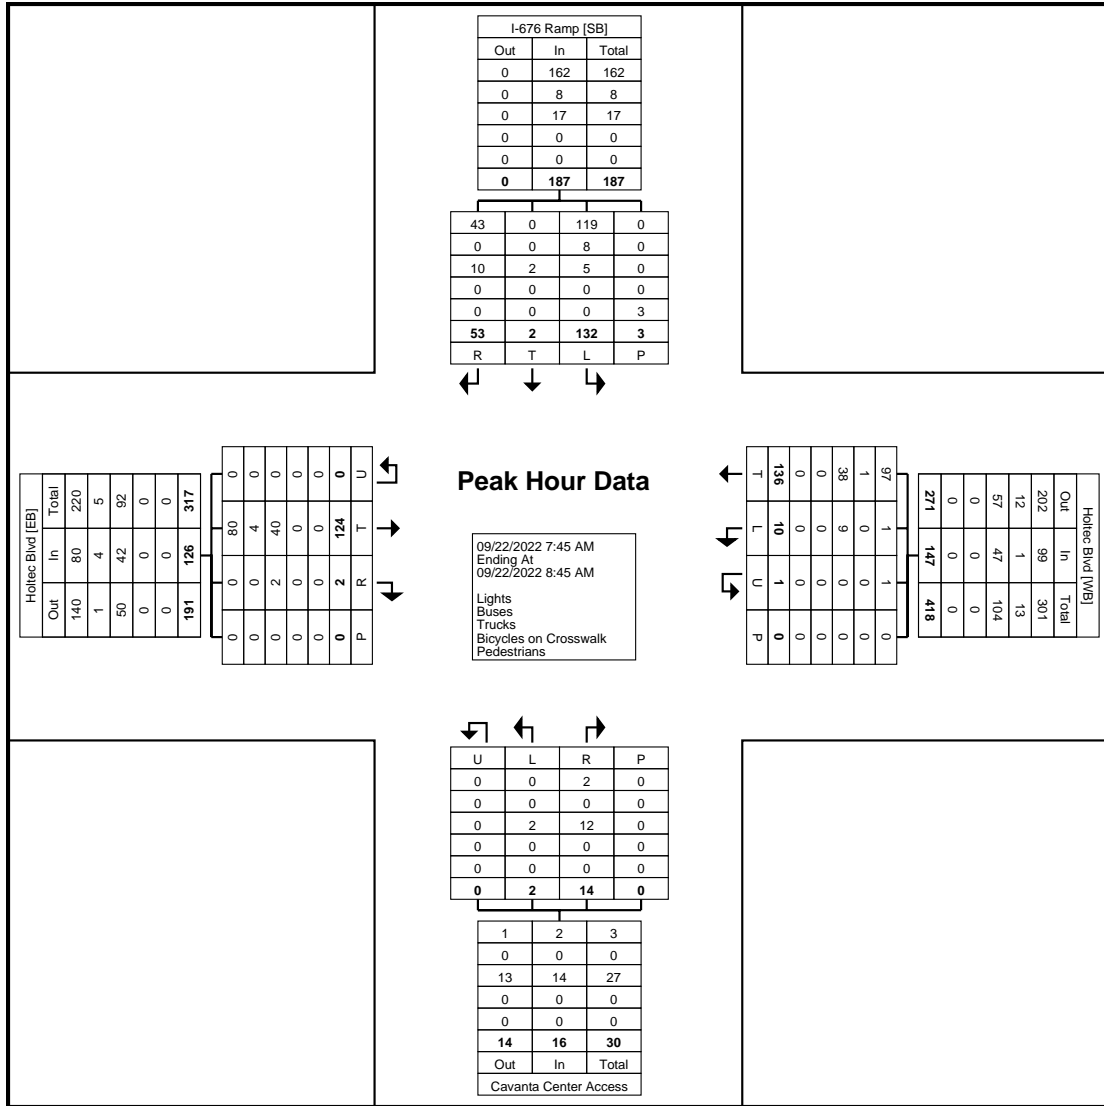 I-676 Ramp [SB]
Out In Total
0 162 162
0 8 8
0 17 17
0 0 0
0 0 0
0 187 187
43 0 119 0
0 0 8 0
10 2 5 0
0 0 0 0
0 0 0 3
53 2 132 3
R T L P
Holtec Blvd [EB]
Total 220 5 92 0 0 317
In 80 4 42 0 0 126
Out 140 1 50 0 0 191
0 0 0 0 0 0 U
80 4 40 0 0 124 T
0 0 2 0 0 2 R
0 0 0 0 0 0 P
Peak Hour Data
09/22/2022 7:45 AM
Ending At
09/22/2022 8:45 AM
Lights
Buses
Trucks
Bicycles on Crosswalk
Pedestrians
T 136 0 0 38 1 97
L 10 0 0 9 0 1
U 1 0 0 0 0 1
P 0 0 0 0 0 0
271 0 0 57 12 202 Out
147 0 0 47 1 99 In
418 0 0 104 13 301 Total
Holtec Blvd [WB]
U L R P
0 0 2 0
0 0 0 0
0 2 12 0
0 0 0 0
0 0 0 0
0 2 14 0
1 2 3
0 0 0
13 14 27
0 0 0
0 0 0
14 16 30
Out In Total
Cavanta Center Access